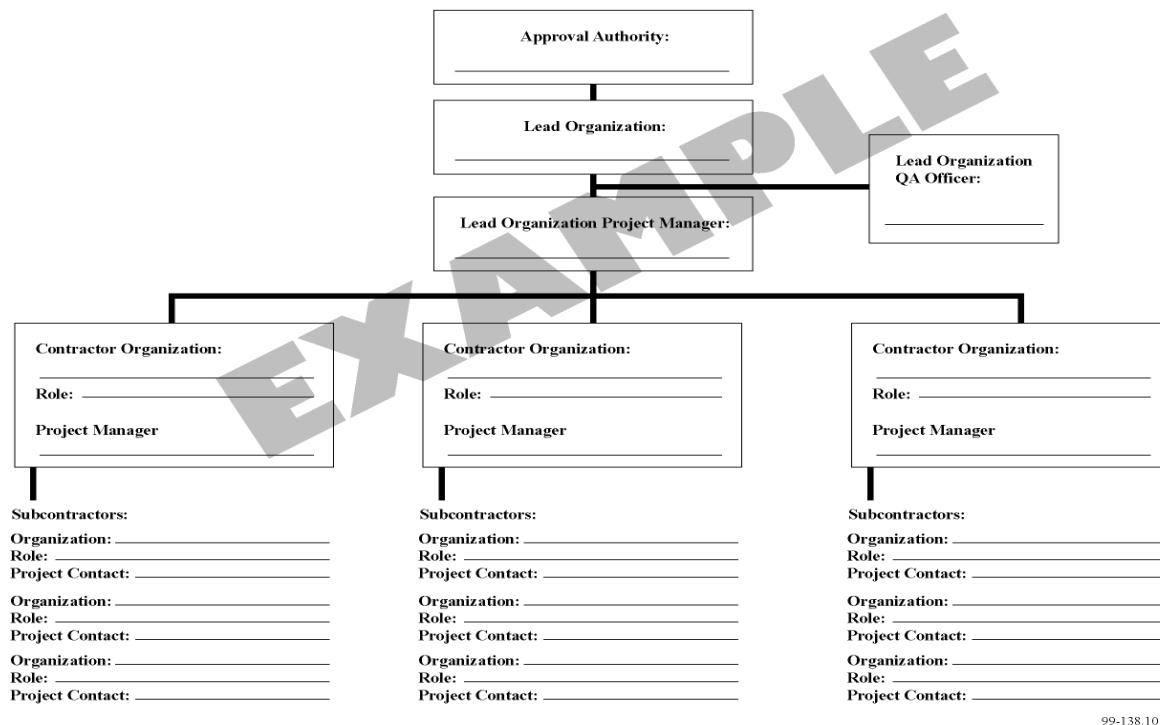 Approval Authority:
Lead Organization:
Lead Organization
QA Officer:
Lead Organization Project Manager:
EXAMPLE
Contractor Organization:
Role:
Project Manager
Contractor Organization:
Role:
Project Manager
Contractor Organization:
Role:
Project Manager
Subcontractors:
Organization:
Role:
Project Contact:
Organization:
Role:
Project Contact:
Organization:
Role:
Project Contact:
Subcontractors:
Organization:
Role:
Project Contact:
Organization:
Role:
Project Contact:
Organization:
Role:
Project Contact:
Subcontractors:
Organization:
Role:
Project Contact:
Organization:
Role:
Project Contact:
Organization:
Role:
Project Contact:
99-138.10